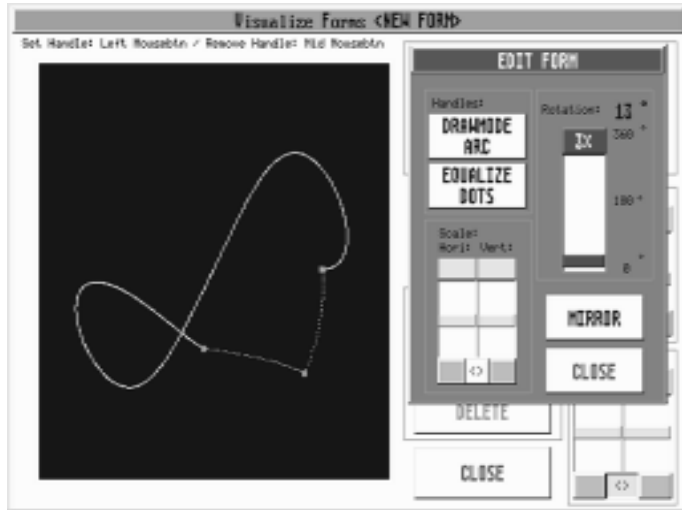 Visualize Forms <NEW FORM>
Set Handle: Left Mousebtn / Remove Handle: Mid Mousebtn
EDIT FORM
Handles:
DRAWMODE
ARC
EQUALIZE
DOTS
Rotation: 13 °
360 °
180 °
0 °
Scale:
Hori: Vert:
<>
MIRROR
CLOSE
DELETE
CLOSE
<>